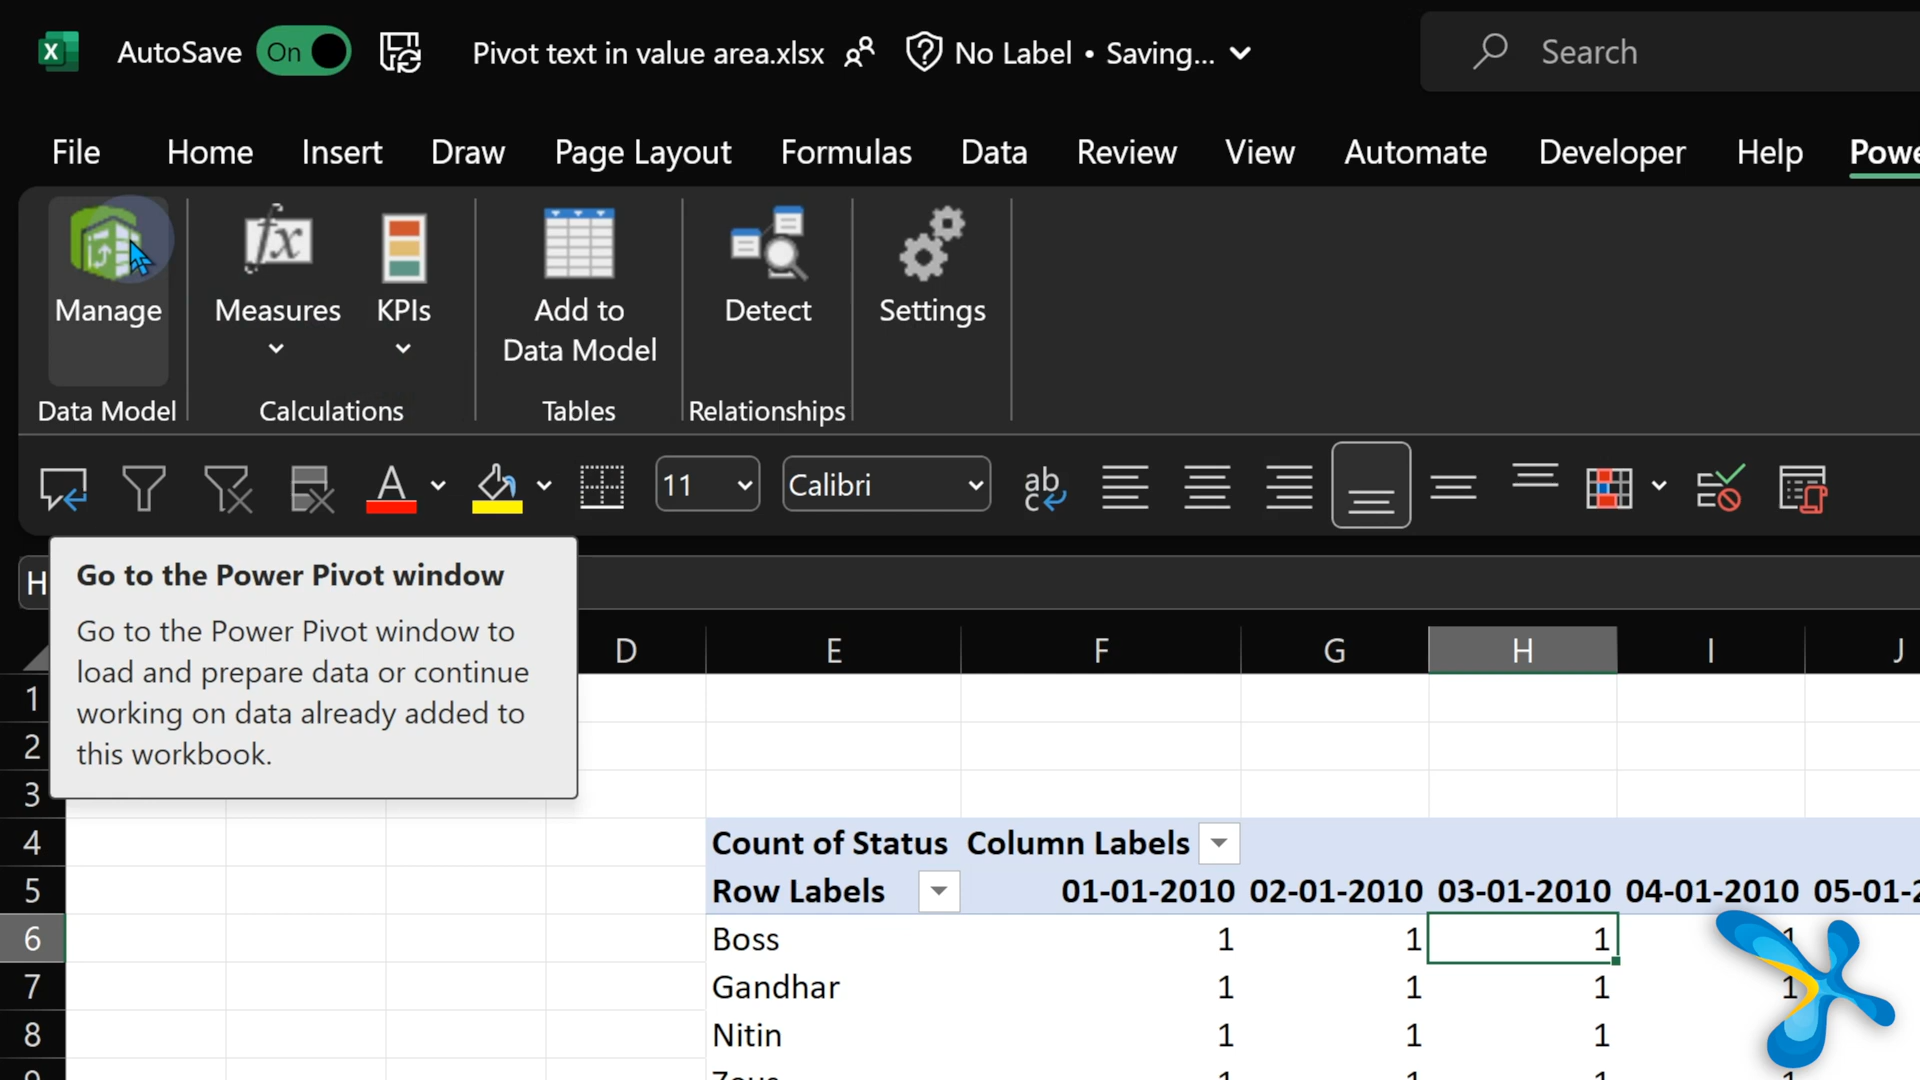 AutoSave On Pivot text in value area.xlsx No Label • Saving... Search
File Home Insert Draw Page Layout Formulas Data Review View Automate Developer Help Powe
Manage Measures KPIs Add to Data Model Detect Settings
Data Model Calculations Tables Relationships
11 Calibri
H
Go to the Power Pivot window
Go to the Power Pivot window to
load and prepare data or continue
working on data already added to
this workbook.
D E F G H I J
1
2
3
4 Count of Status Column Labels
5 Row Labels 01-01-2010 02-01-2010 03-01-2010 04-01-2010 05-01-2
6 Boss 1 1 1 1
7 Gandhar 1 1 1 1
8 Nitin 1 1 1